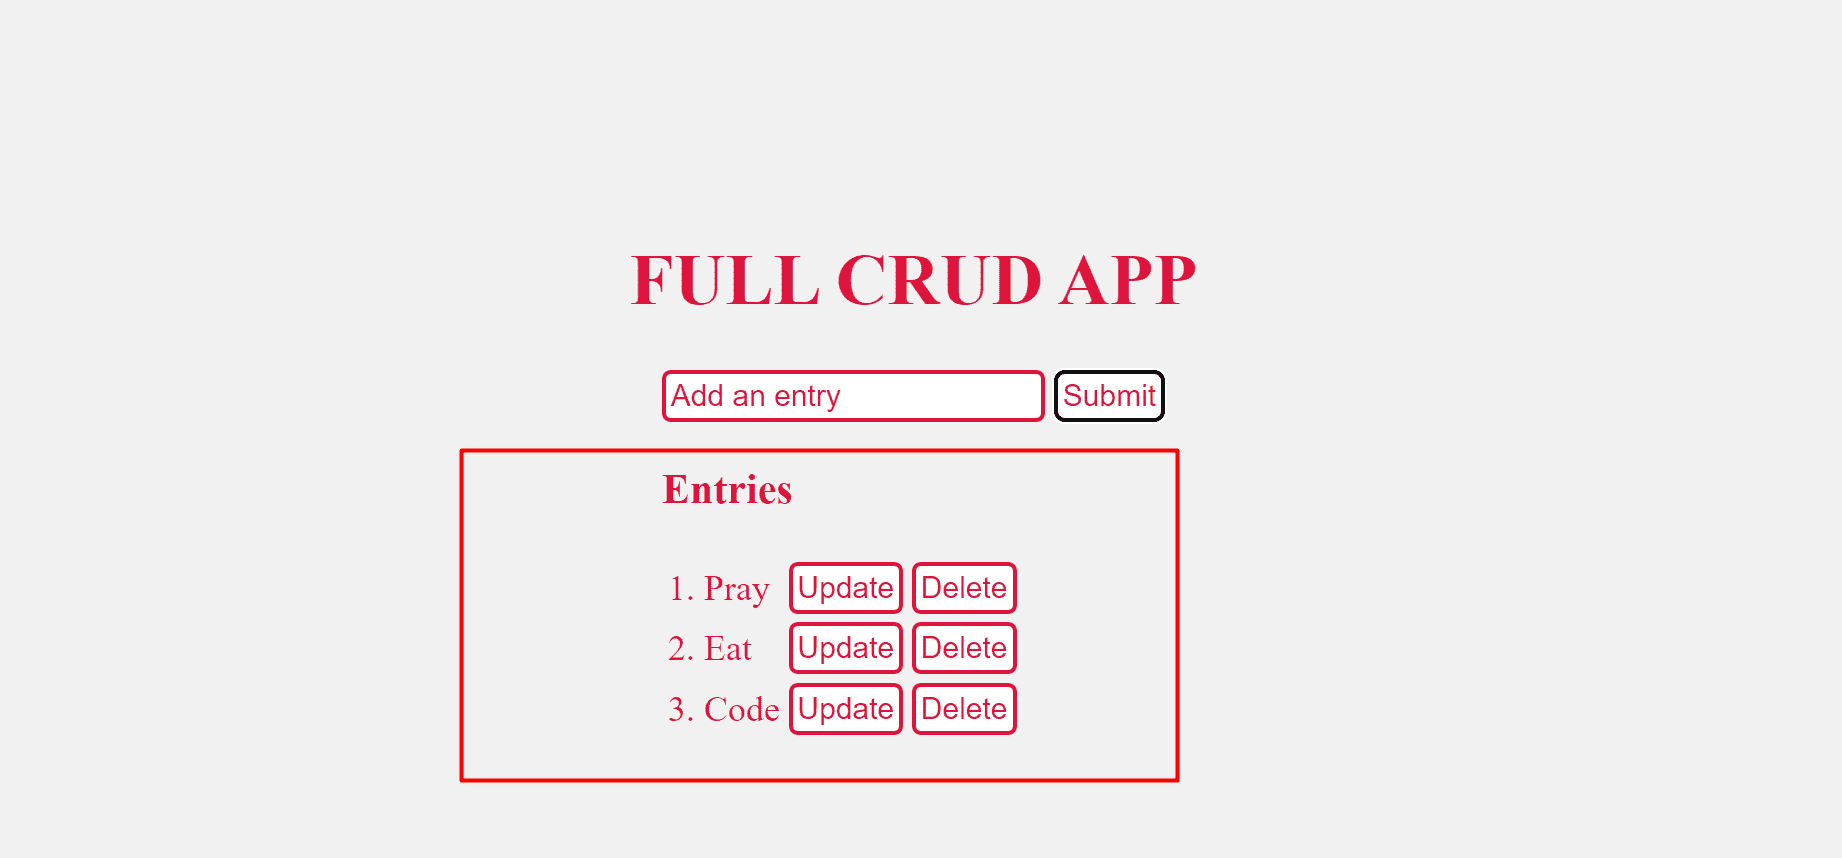 FULL CRUD APP
Add an entry Submit
Entries
1. Pray Update Delete
2. Eat Update Delete
3. Code Update Delete